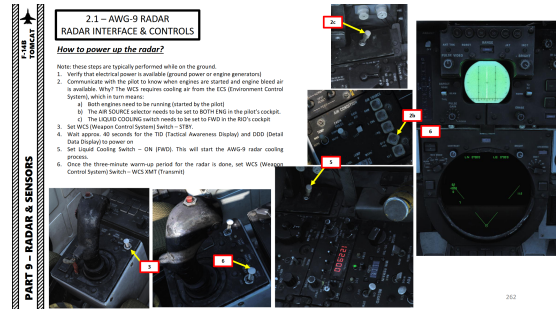 F-14B
TOMCAT
PART 9 – RADAR & SENSORS
2.1 – AWG-9 RADAR
RADAR INTERFACE & CONTROLS
How to power up the radar?
Note: these steps are typically performed while on the ground.
1. Verify that electrical power is available (ground power or engine generators)
2. Communicate with the pilot to know when engines are started and engine bleed air
is available. Why? The WCS requires cooling air from the ECS (Environment Control
System), which in turn means:
a) Both engines need to be running (started by the pilot)
b) The AIR SOURCE selector needs to be set to BOTH ENG in the pilot's cockpit.
c) The LIQUID COOLING switch needs to be set to FWD in the RIO's cockpit
3. Set WCS (Weapon Control System) Switch – STBY.
4. Wait approx. 40 seconds for the TID (Tactical Awareness Display) and DDD (Detail
Data Display) to power on
5. Set Liquid Cooling Switch – ON (FWD). This will start the AWG-9 radar cooling
process.
6. Once the three-minute warm-up period for the radar is done, set WCS (Weapon
Control System) Switch – WCS XMT (Transmit)
2c
2b
6
5
3
6
262